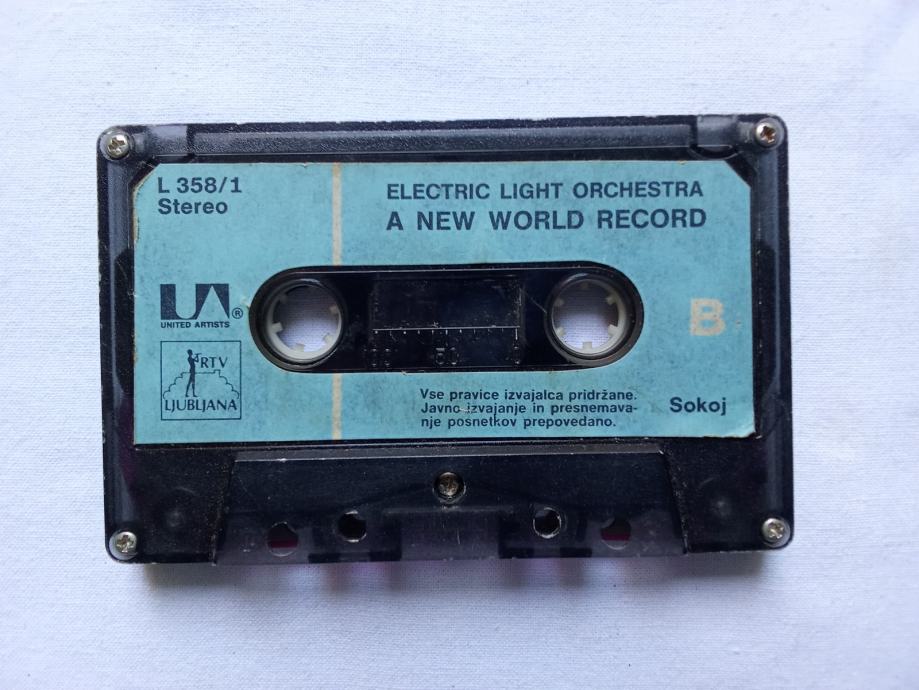 L 358/1
Stereo
ELECTRIC LIGHT ORCHESTRA
A NEW WORLD RECORD
UA®
UNITED ARTISTS
RTV
LJUBLJANA
50
B
Vse pravice izvajalca pridržane.
Javno izvajanje in presnemava-
nje posnetkov prepovedano.
Sokoj